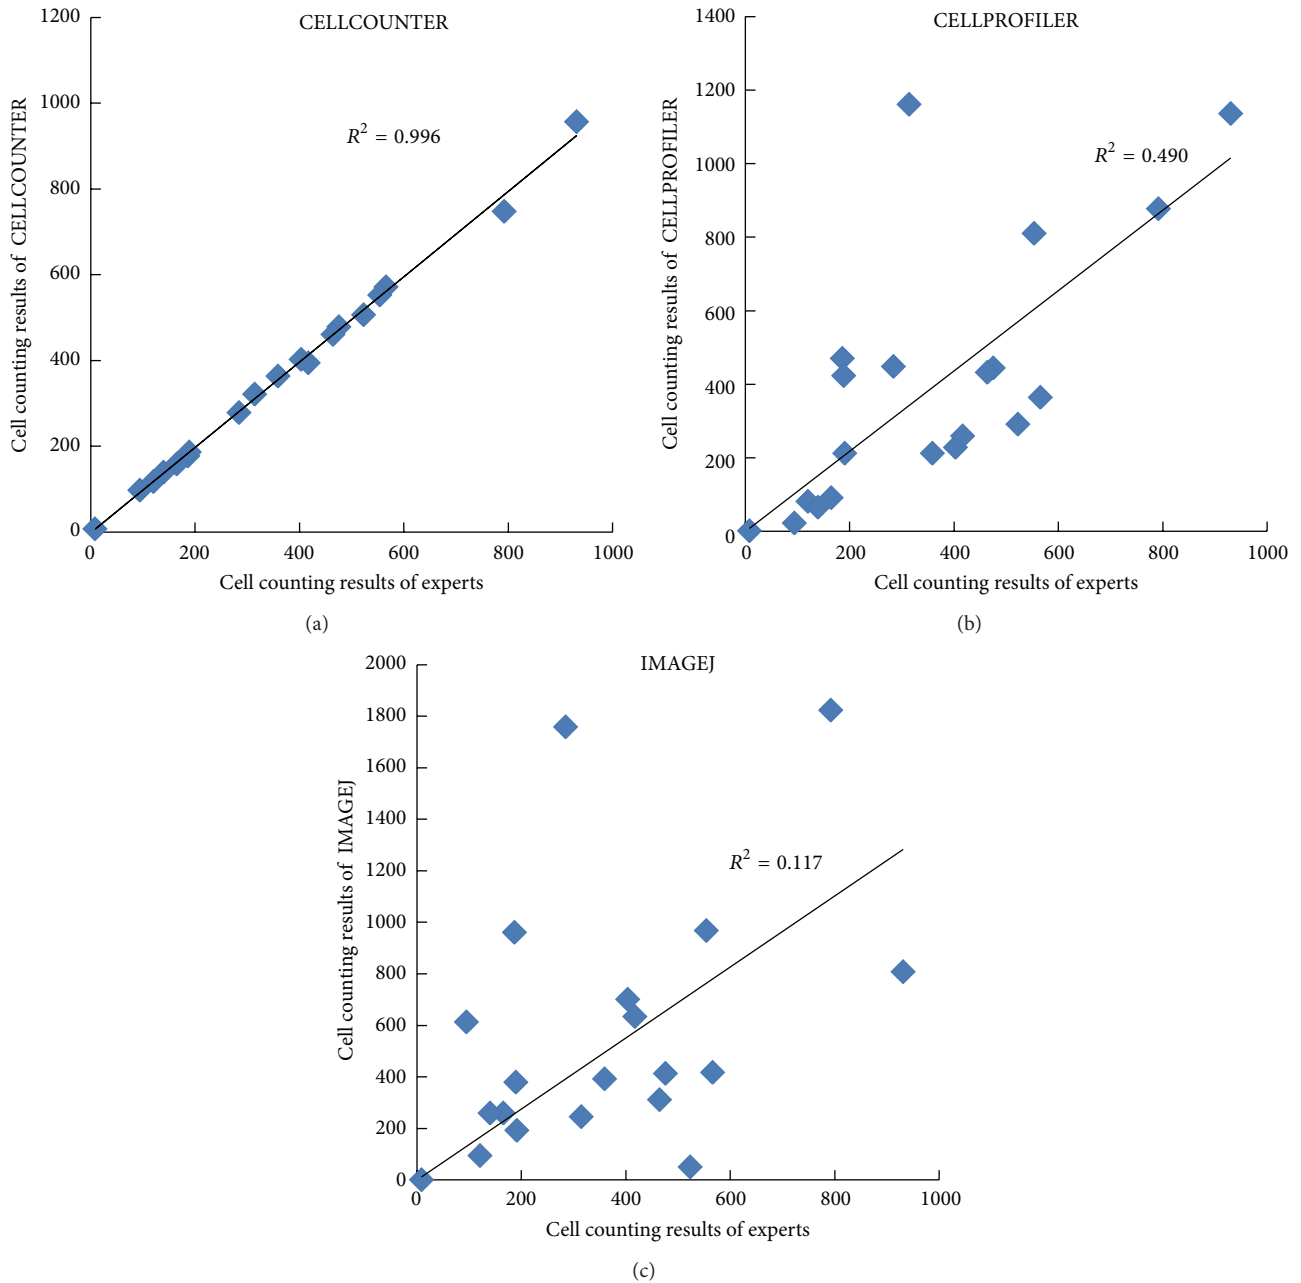 CELLCOUNTER
Cell counting results of CELLCOUNTER
1200
1000
800
600
400
200
0
R² = 0.996
0 200 400 600 800 1000
Cell counting results of experts
(a)
CELLPROFILER
Cell counting results of CELLPROFILER
1400
1200
1000
800
600
400
200
0
R² = 0.490
0 200 400 600 800 1000
Cell counting results of experts
(b)
IMAGEJ
Cell counting results of IMAGEJ
2000
1800
1600
1400
1200
1000
800
600
400
200
0
R² = 0.117
0 200 400 600 800 1000
Cell counting results of experts
(c)